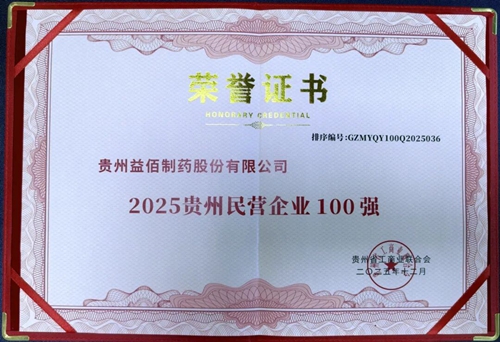 荣誉证书
HONORARY CREDENTIAL
排序编号:GZMYQY100Q2025036
贵州益佰制药股份有限公司
2025贵州民营企业100强
贵州省工商业联合会
二〇二五年十二月